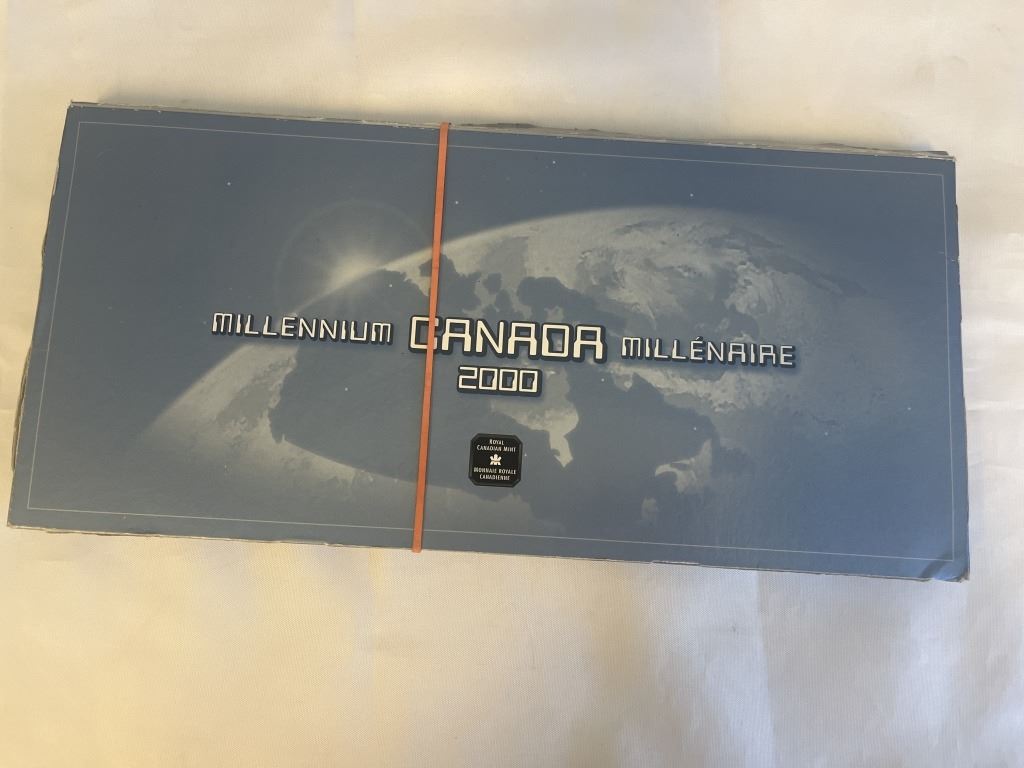 MILLENNIUM CANADA MILLÉNAIRE
2000
ROYAL
CANADIAN MINT
MONNAIE ROYALE
CANADIENNE